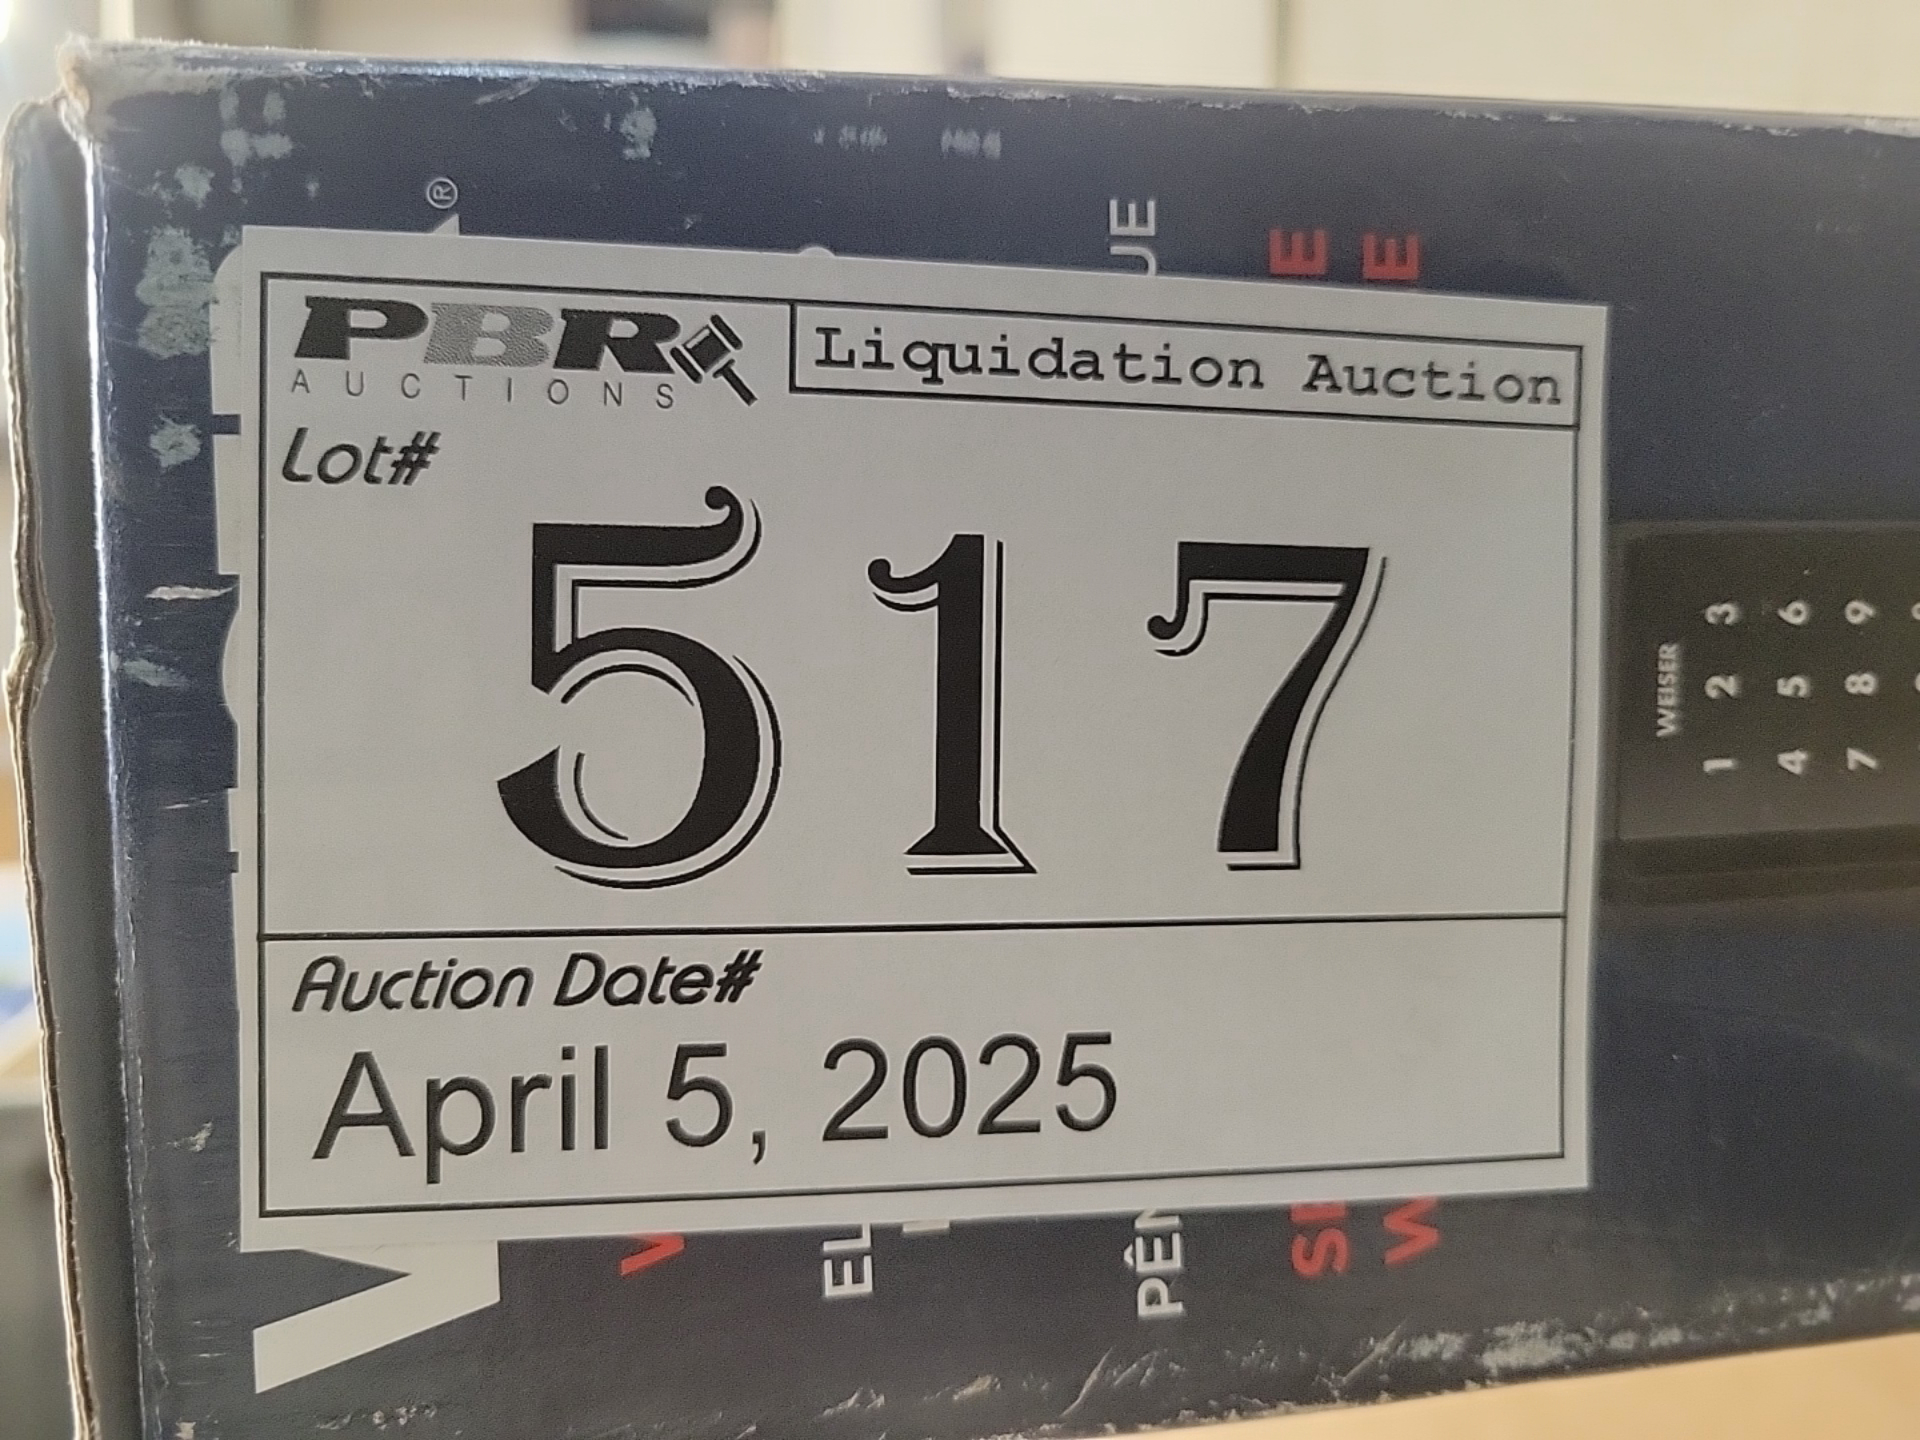 PBR
AUCTIONS
Liquidation Auction
Lot#
517
Auction Date#
April 5, 2025
WEISER
1 2 3
4 5 6
7 8 9